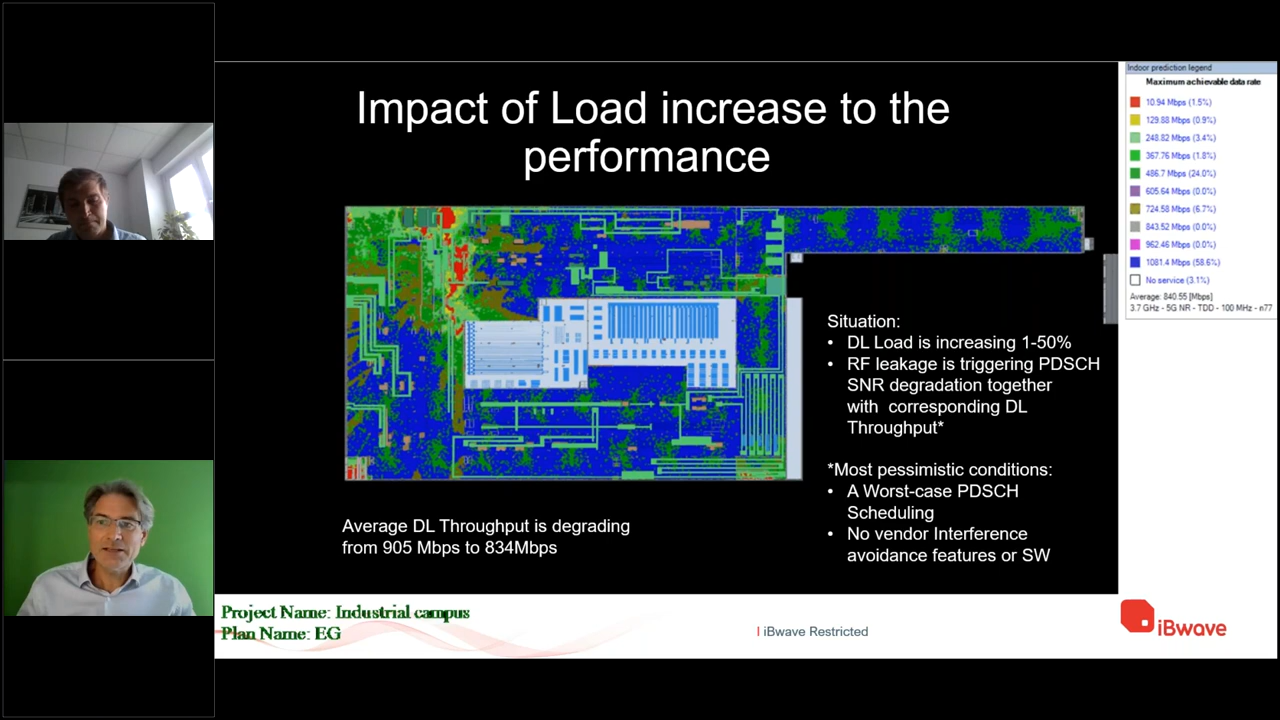 Impact of Load increase to the
performance
Indoor prediction legend
Maximum achievable data rate
10.94 Mbps (1.5%)
129.88 Mbps (0.9%)
248.82 Mbps (3.4%)
367.76 Mbps (1.8%)
486.7 Mbps (24.0%)
605.64 Mbps (0.0%)
724.58 Mbps (6.7%)
843.52 Mbps (0.0%)
962.46 Mbps (0.0%)
1081.4 Mbps (58.6%)
No service (3.1%)
Average: 840.55 [Mbps]
3.7 GHz - 5G NR - TDD - 100 MHz - n77
Situation:
• DL Load is increasing 1-50%
• RF leakage is triggering PDSCH
SNR degradation together
with corresponding DL
Throughput*
*Most pessimistic conditions:
• A Worst-case PDSCH
Scheduling
• No vendor Interference
avoidance features or SW
Average DL Throughput is degrading
from 905 Mbps to 834Mbps
Project Name: Industrial campus
Plan Name: EG
| iBwave Restricted
iBwave